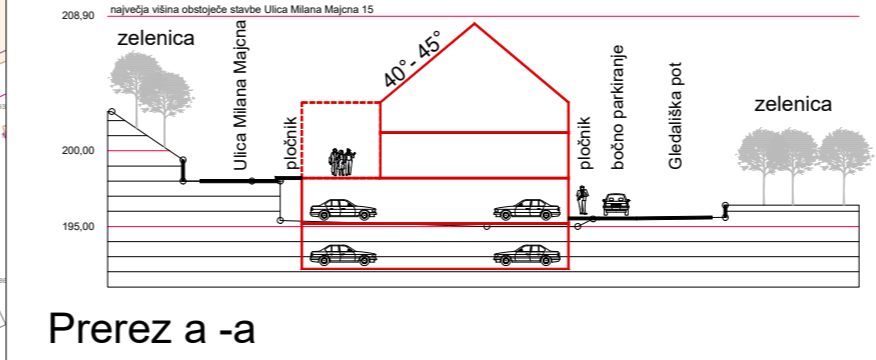 največja višina obstoječe stavbe Ulica Milana Majcna 15
208,90
zelenica
Ulica Milana Majcna
pločnik
40°- 45°
pločnik
bočno parkiranje
Gledališka pot
zelenica
200,00
195,00
Prerez a -a